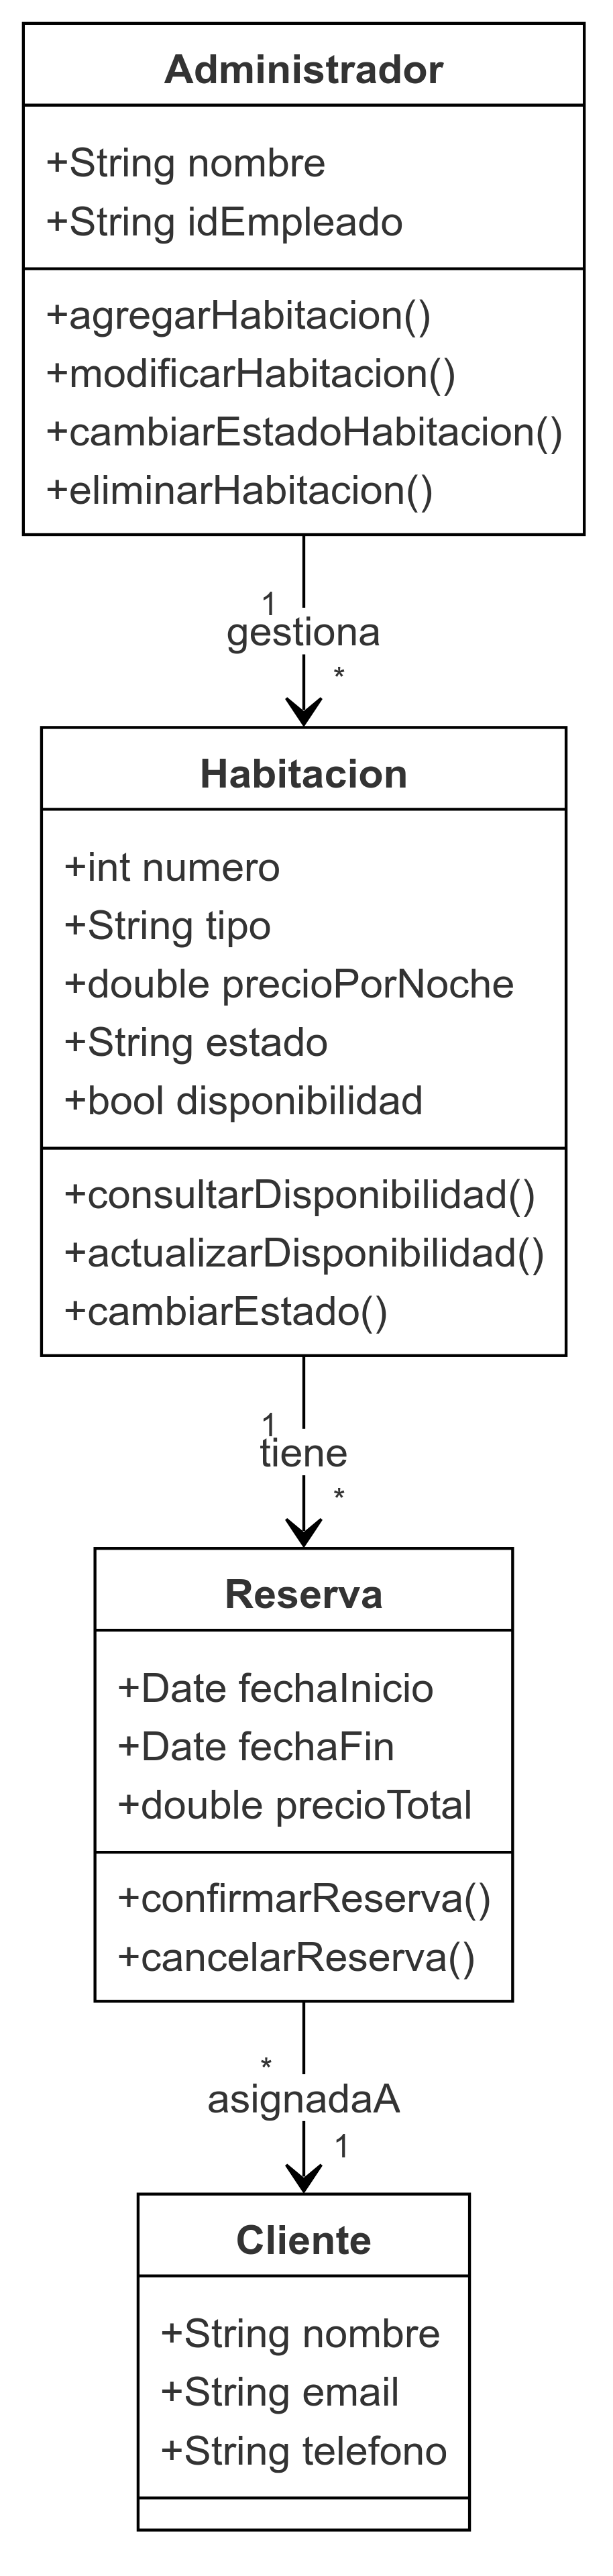 Administrador
+String nombre
+String idEmpleado
+agregarHabitacion()
+modificarHabitacion()
+cambiarEstadoHabitacion()
+eliminarHabitacion()
1
gestiona
*
Habitacion
+int numero
+String tipo
+double precioPorNoche
+String estado
+bool disponibilidad
+consultarDisponibilidad()
+actualizarDisponibilidad()
+cambiarEstado()
1
tiene
*
Reserva
+Date fechaInicio
+Date fechaFin
+double precioTotal
+confirmarReserva()
+cancelarReserva()
*
asignadaA
1
Cliente
+String nombre
+String email
+String telefono